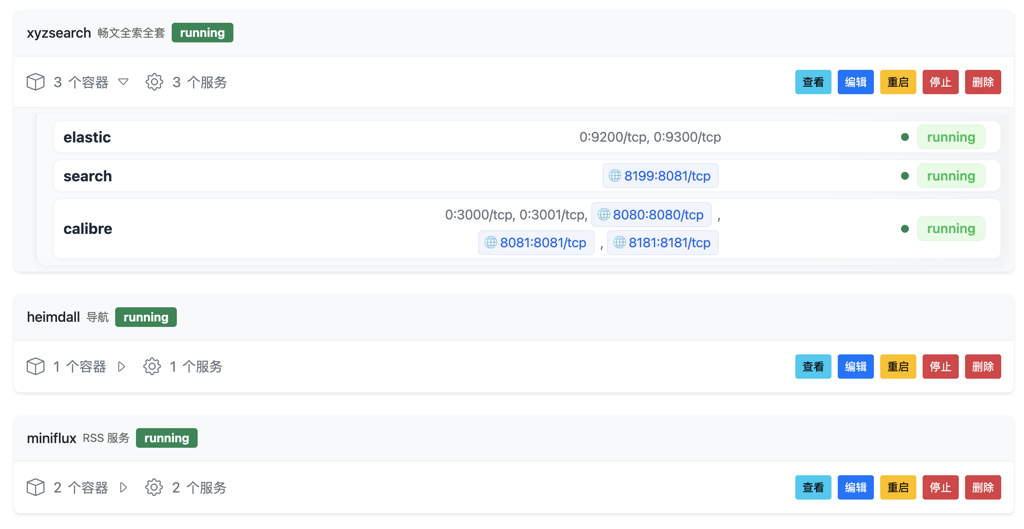 xyzsearch 畅文全索全套 running
3 个容器 3 个服务 查看 编辑 重启 停止 删除
elastic 0:9200/tcp, 0:9300/tcp running
search 8199:8081/tcp running
0:3000/tcp, 0:3001/tcp, 8080:8080/tcp ,
calibre 8081:8081/tcp , 8181:8181/tcp running
heimdall 导航 running
1 个容器 1 个服务 查看 编辑 重启 停止 删除
miniflux RSS 服务 running
2 个容器 2 个服务 查看 编辑 重启 停止 删除